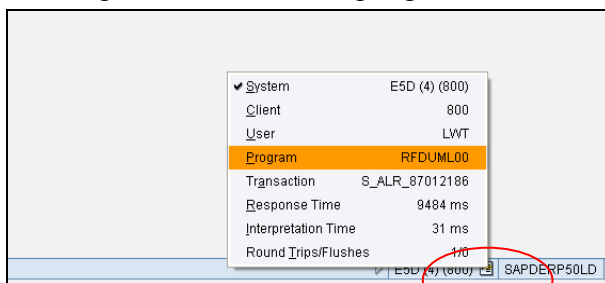 ✔ System E5D (4) (800)
Client 800
User LWT
Program RFDUML00
Transaction S_ALR_87012186
Response Time 9484 ms
Interpretation Time 31 ms
Round Trips/Flushes 1/0
E5D (4) (800) SAPDERP50LD